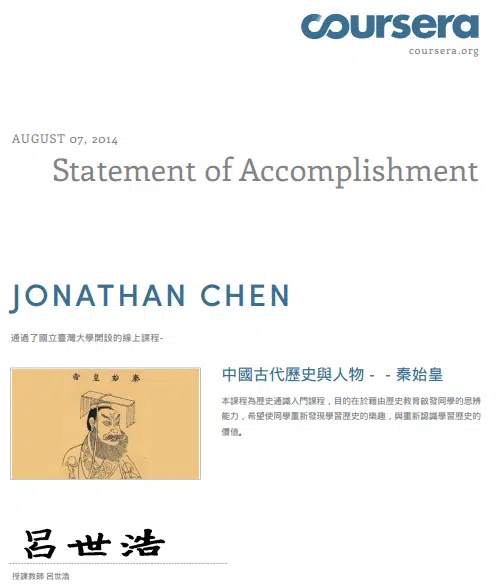 coursera
coursera.org
AUGUST 07, 2014
Statement of Accomplishment
JONATHAN CHEN
通過了國立臺灣大學開設的線上課程-
中國古代歷史與人物 - - 秦始皇
秦始皇帝
本課程為歷史通識入門課程，目的在於藉由歷史教育啟發同學的思辨
能力，希望使同學重新發現學習歷史的樂趣，與重新認識學習歷史的
價值。
呂世浩
授課教師 呂世浩